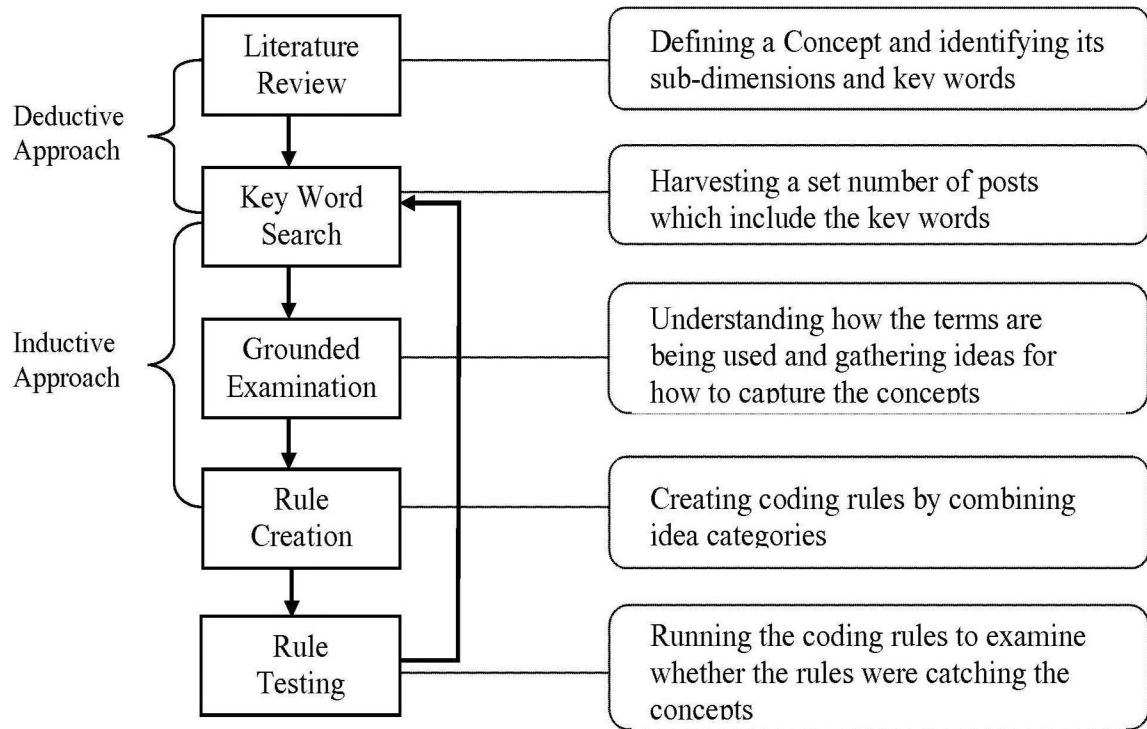 Literature
Review
Defining a Concept and identifying its
sub-dimensions and key words
Deductive
Approach
Key Word
Search
Harvesting a set number of posts
which include the key words
Inductive
Approach
Grounded
Examination
Understanding how the terms are
being used and gathering ideas for
how to capture the concepts
Rule
Creation
Creating coding rules by combining
idea categories
Rule
Testing
Running the coding rules to examine
whether the rules were catching the
concepts